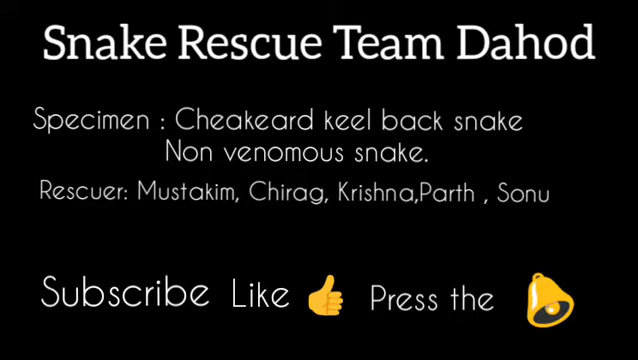 Snake Rescue Team Dahod
Specimen : Cheakeard keel back snake
Non venomous snake.
Rescuer: Mustakim, Chirag, Krishna,Parth , Sonu
Subscribe Like 👍 Press the 🔔